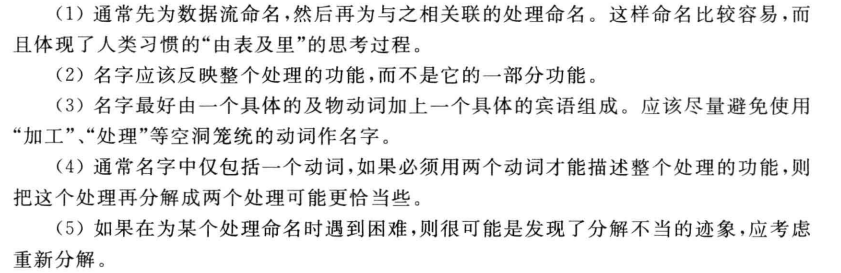 (1) 通常先为数据流命名,然后再为与之相关联的处理命名。这样命名比较容易,而
且体现了人类习惯的“由表及里”的思考过程。
(2) 名字应该反映整个处理的功能,而不是它的一部分功能。
(3) 名字最好由一个具体的及物动词加上一个具体的宾语组成。应该尽量避免使用
“加工”、“处理”等空洞笼统的动词作名字。
(4) 通常名字中仅包括一个动词,如果必须用两个动词才能描述整个处理的功能,则
把这个处理再分解成两个处理可能更恰当些。
(5) 如果在为某个处理命名时遇到困难,则很可能是发现了分解不当的迹象,应考虑
重新分解。